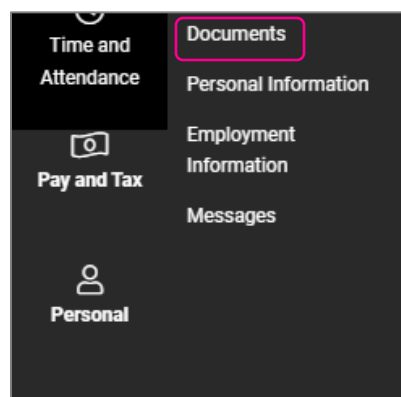 Time and
Attendance
Pay and Tax
Personal
Documents
Personal Information
Employment
Information
Messages